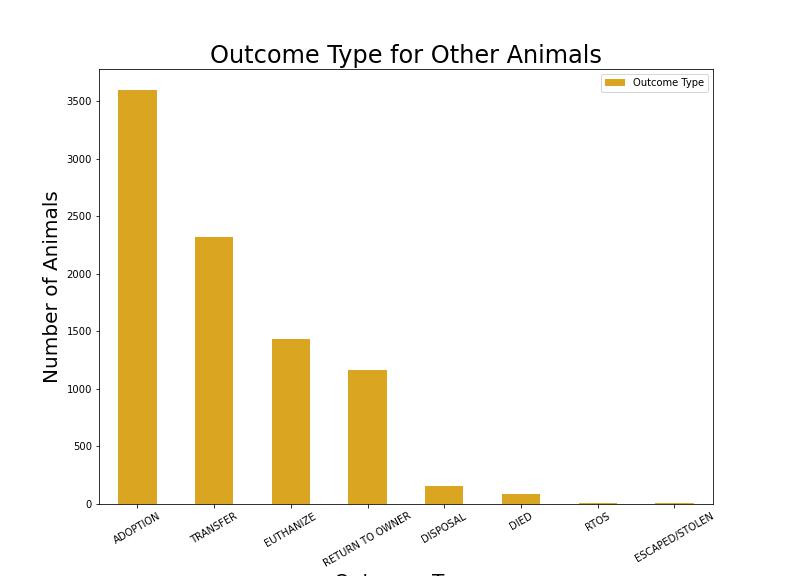 Outcome Type for Other Animals
Outcome Type
Number of Animals
3500
3000
2500
2000
1500
1000
500
0
ADOPTION
TRANSFER
EUTHANIZE
RETURN TO OWNER
DISPOSAL
DIED
RTOS
ESCAPED/STOLEN